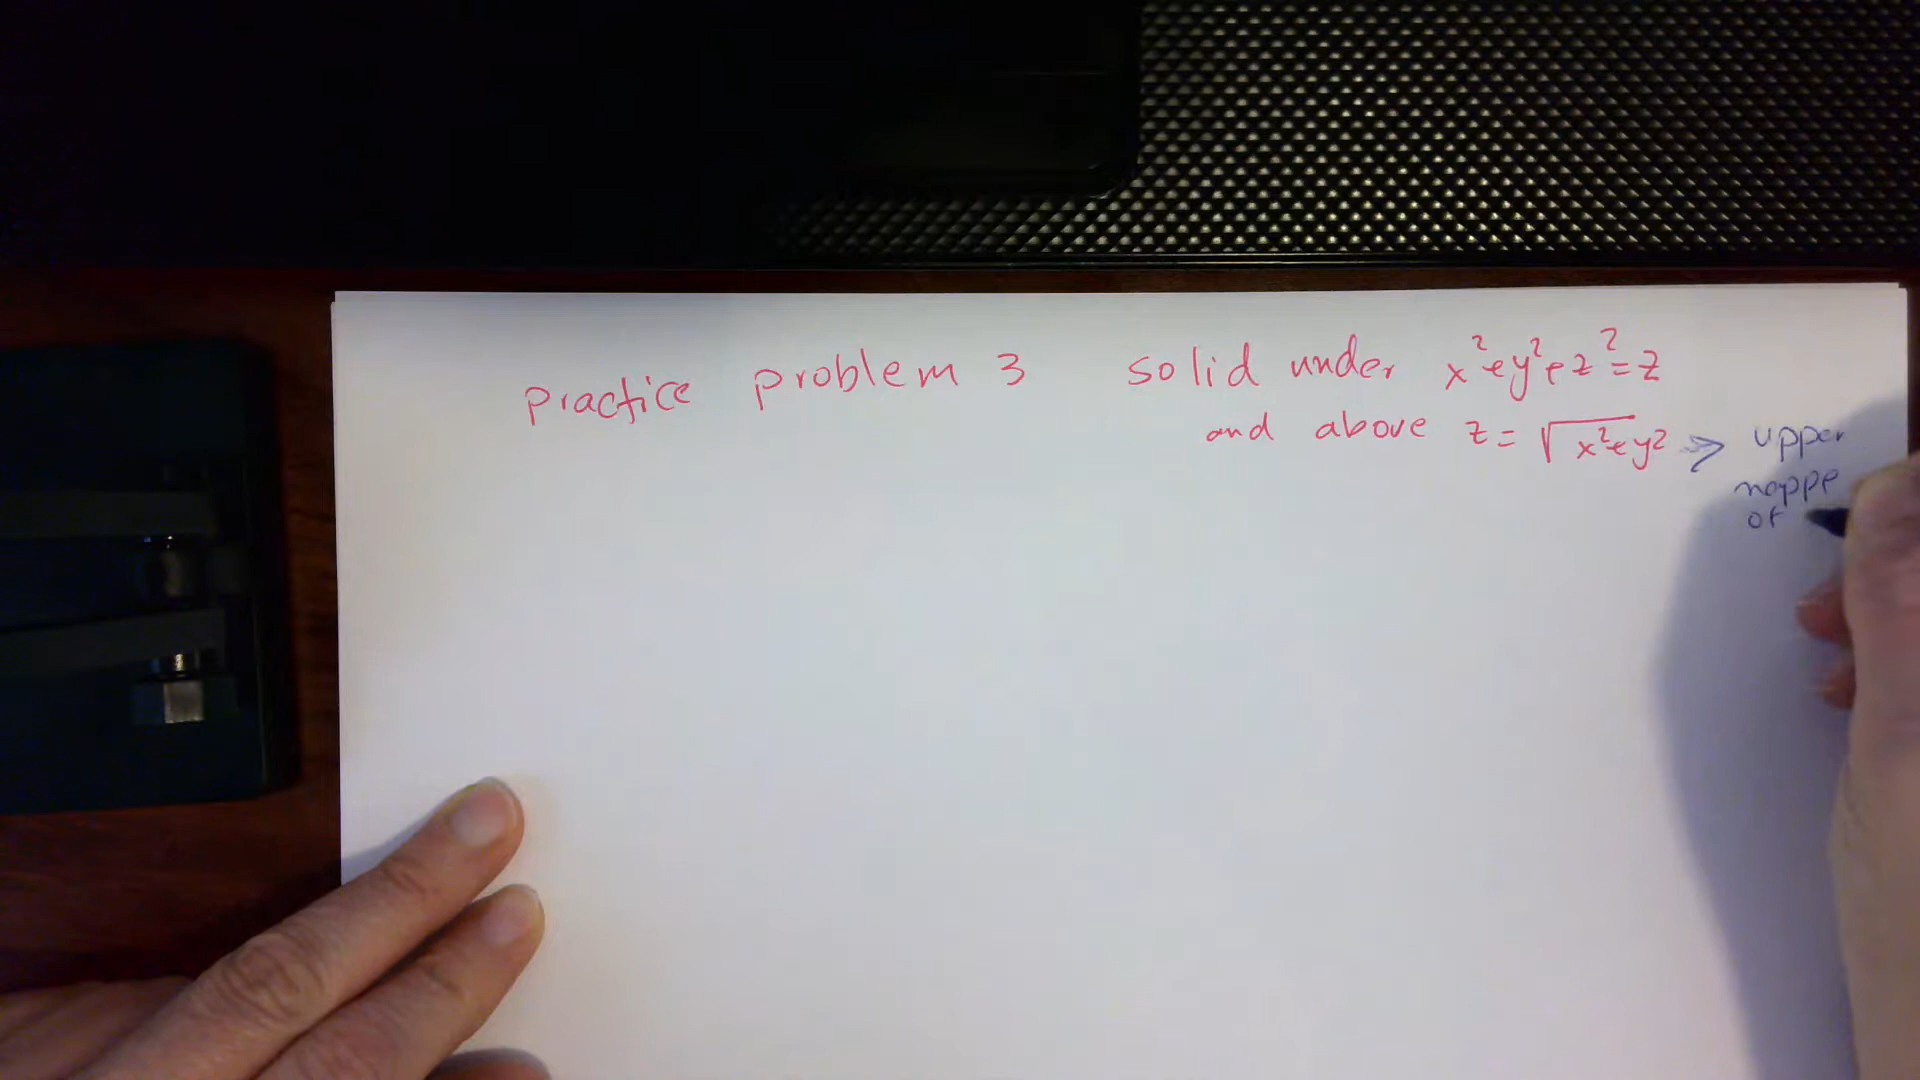 Practice problem 3 solid under x²+y²+z²=z
and above z = √x²+y² => upper
nappe
of